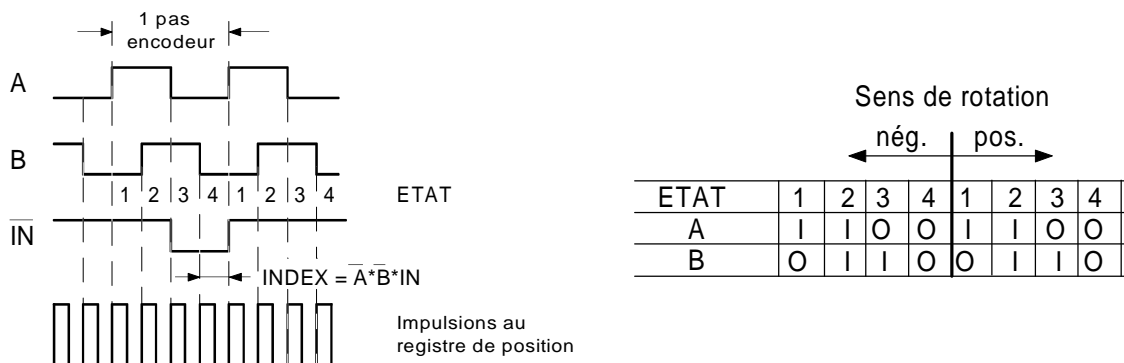 1 pas
encodeur
A
B
1 2 3 4 1 2 3 4 ETAT
I̅N̅
INDEX = A̅*B̅*IN
Impulsions au
registre de position
Sens de rotation
nég. pos.
ETAT 1 2 3 4 1 2 3 4
A I I O O I I O O
B O I I O O I I O